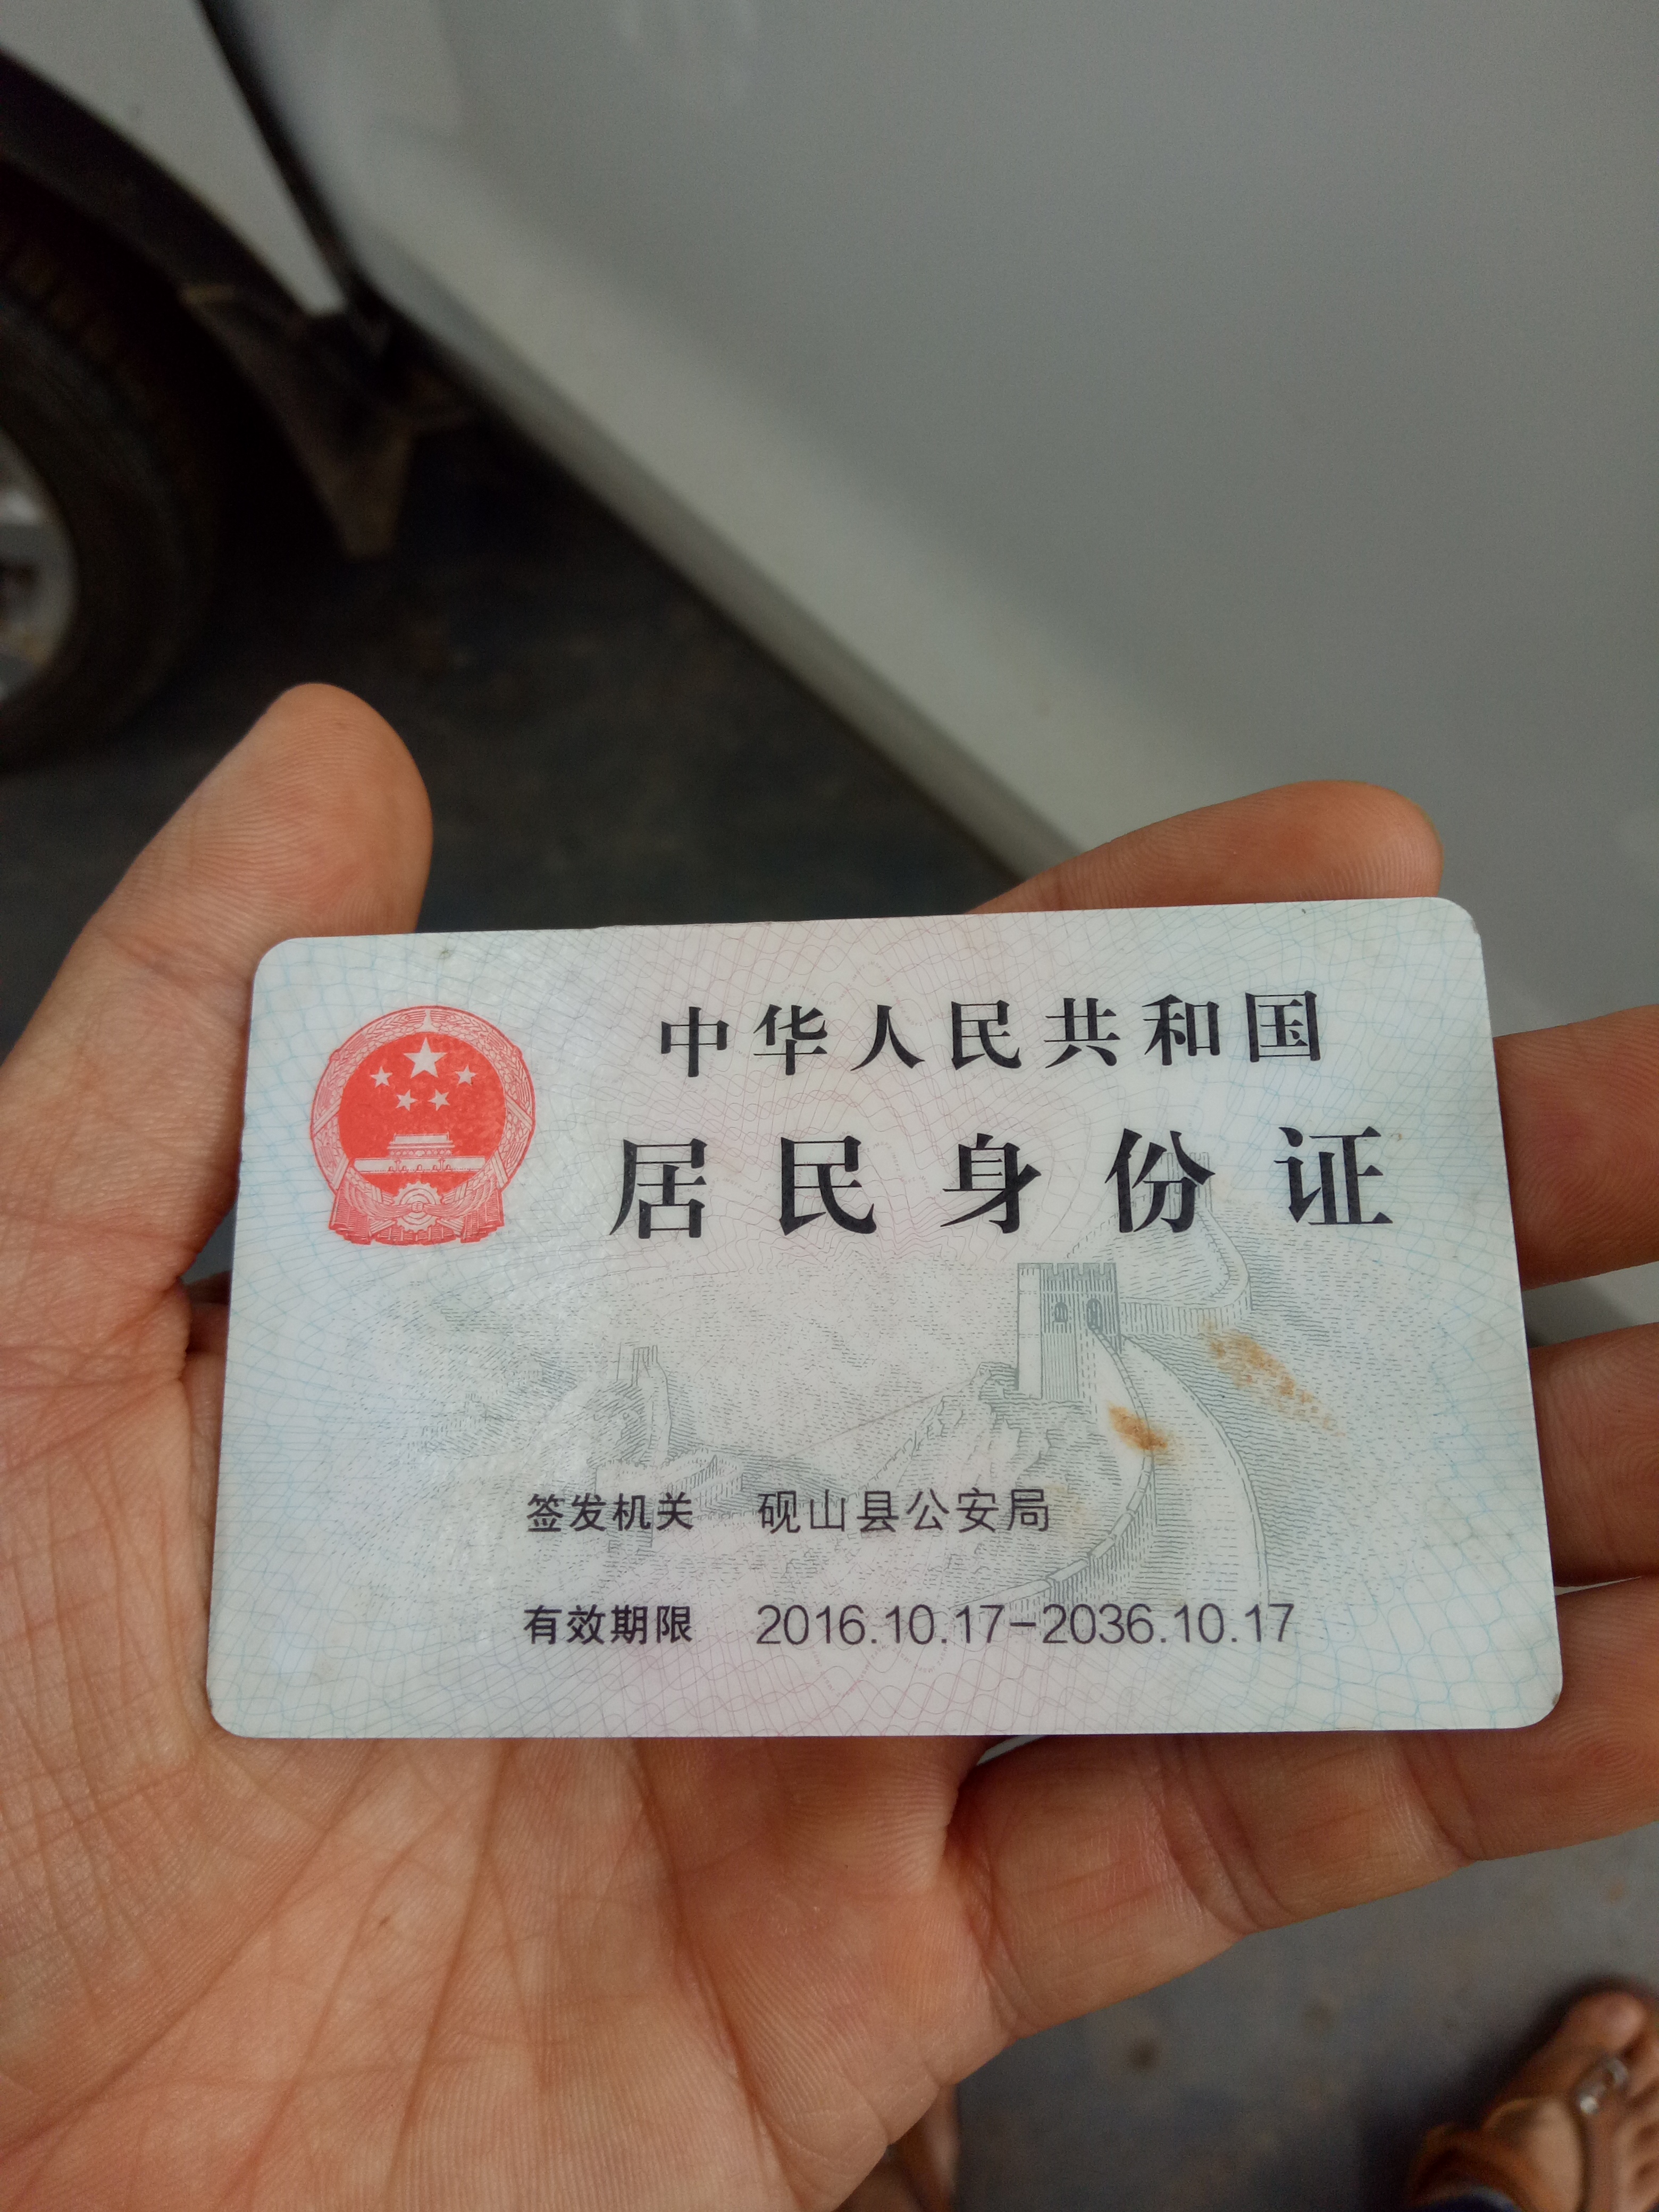 中华人民共和国
居民身份证
签发机关 砚山县公安局
有效期限 2016.10.17-2036.10.17